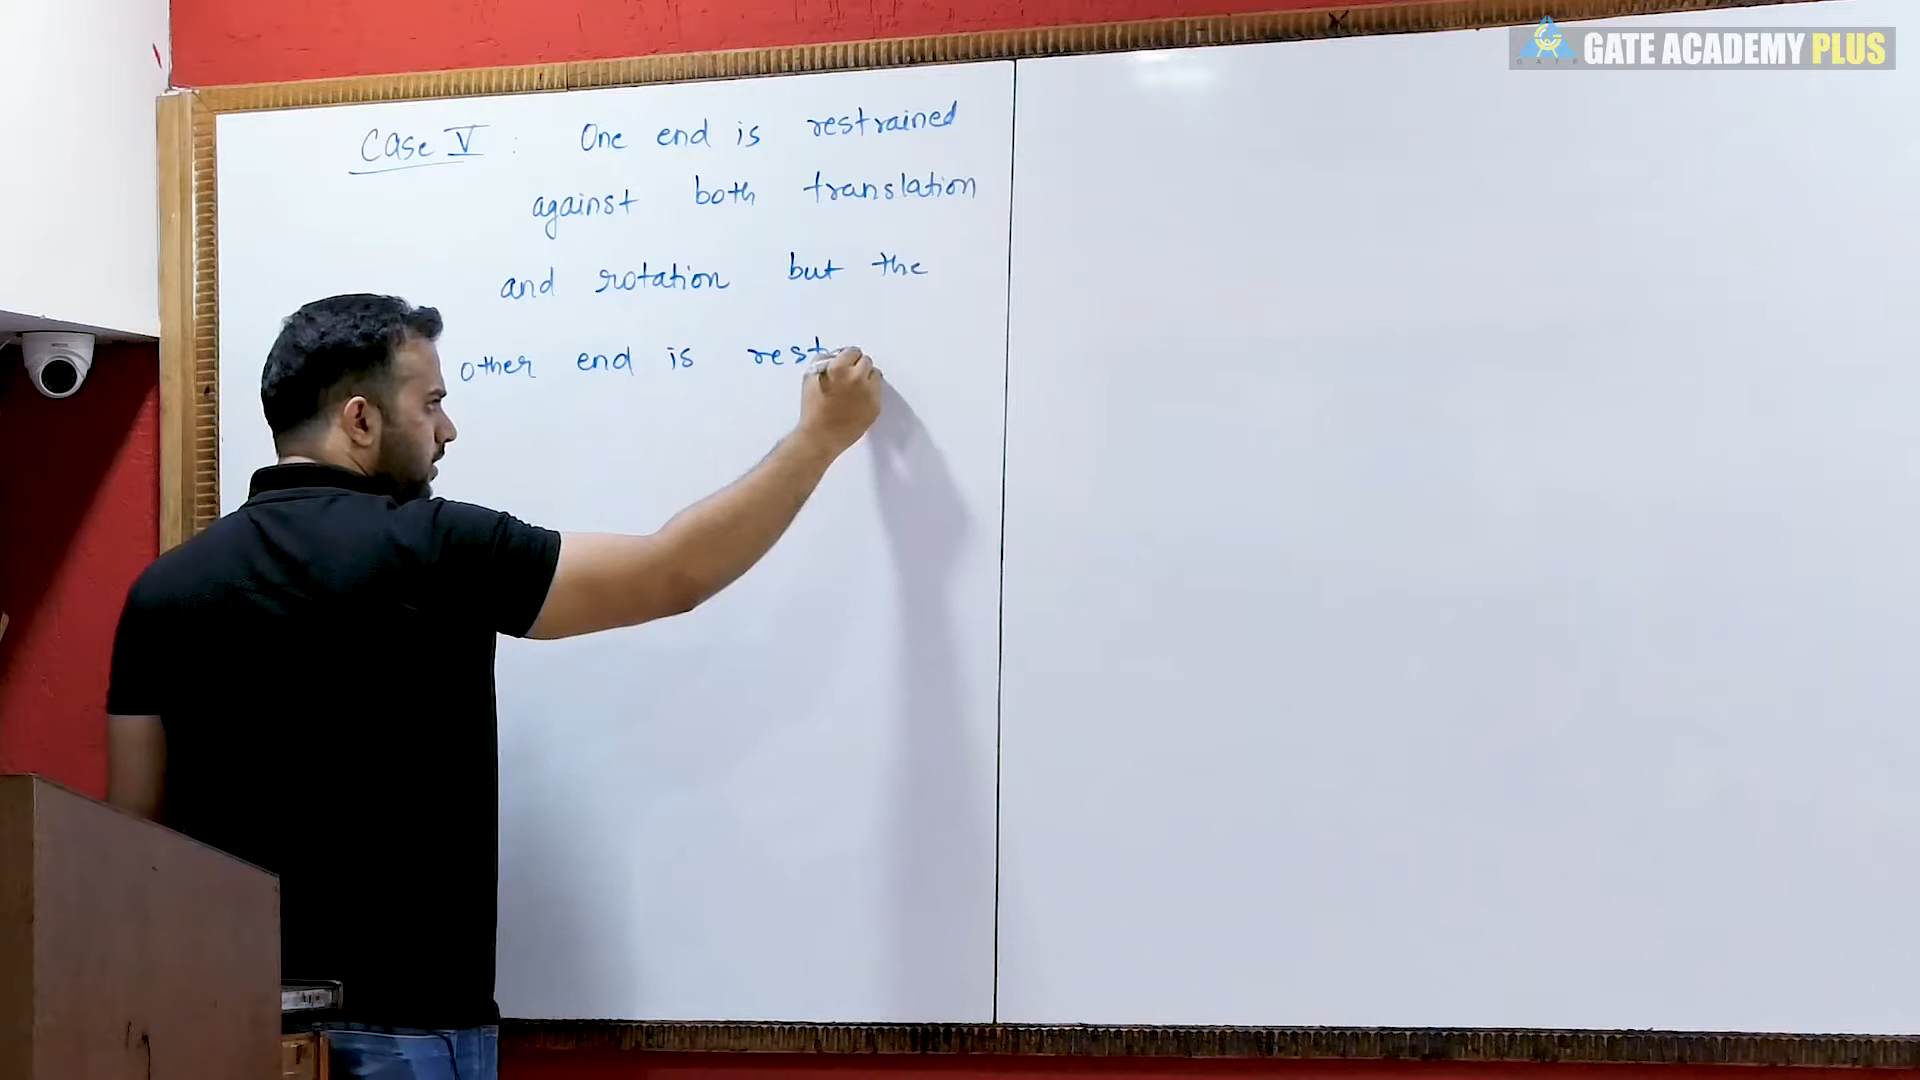 GATE ACADEMY PLUS
Case V : One end is restrained
against both translation
and rotation but the
other end is rest